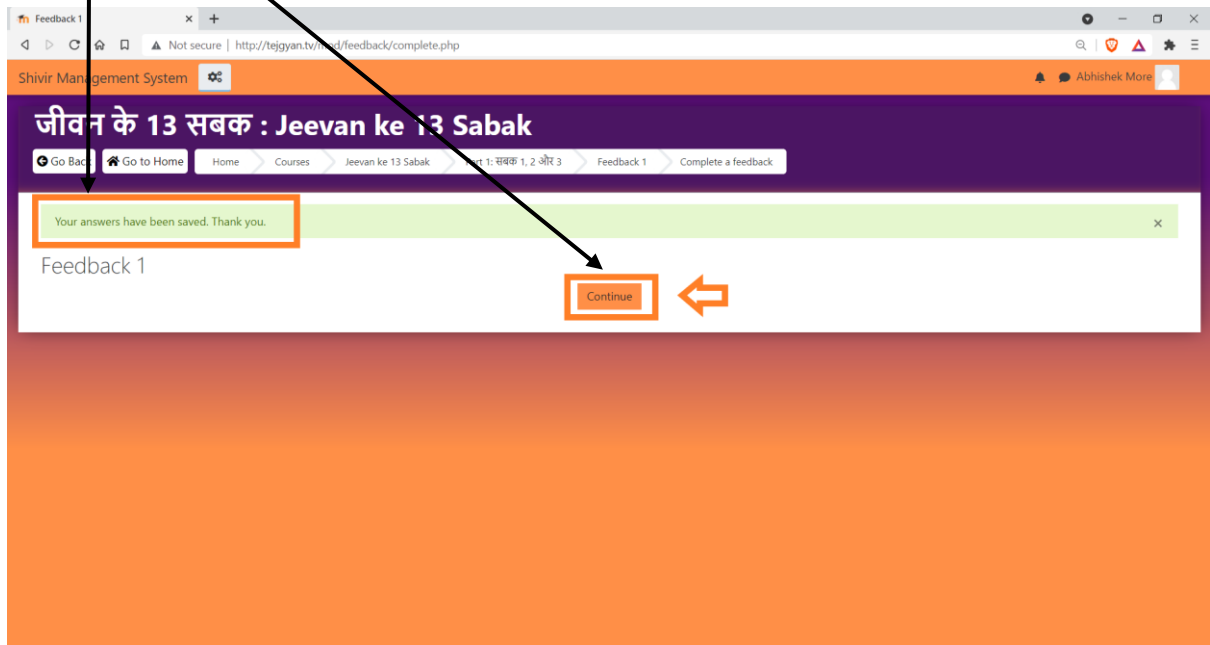 Feedback 1
Not secure | http://tejgyan.tv/mod/feedback/complete.php
Shivir Management System
Abhishek More
जीवन के 13 सबक : Jeevan ke 13 Sabak
Go Back Go to Home Home Courses Jeevan ke 13 Sabak Part 1: सबक 1, 2 और 3 Feedback 1 Complete a feedback
Your answers have been saved. Thank you.
Feedback 1
Continue